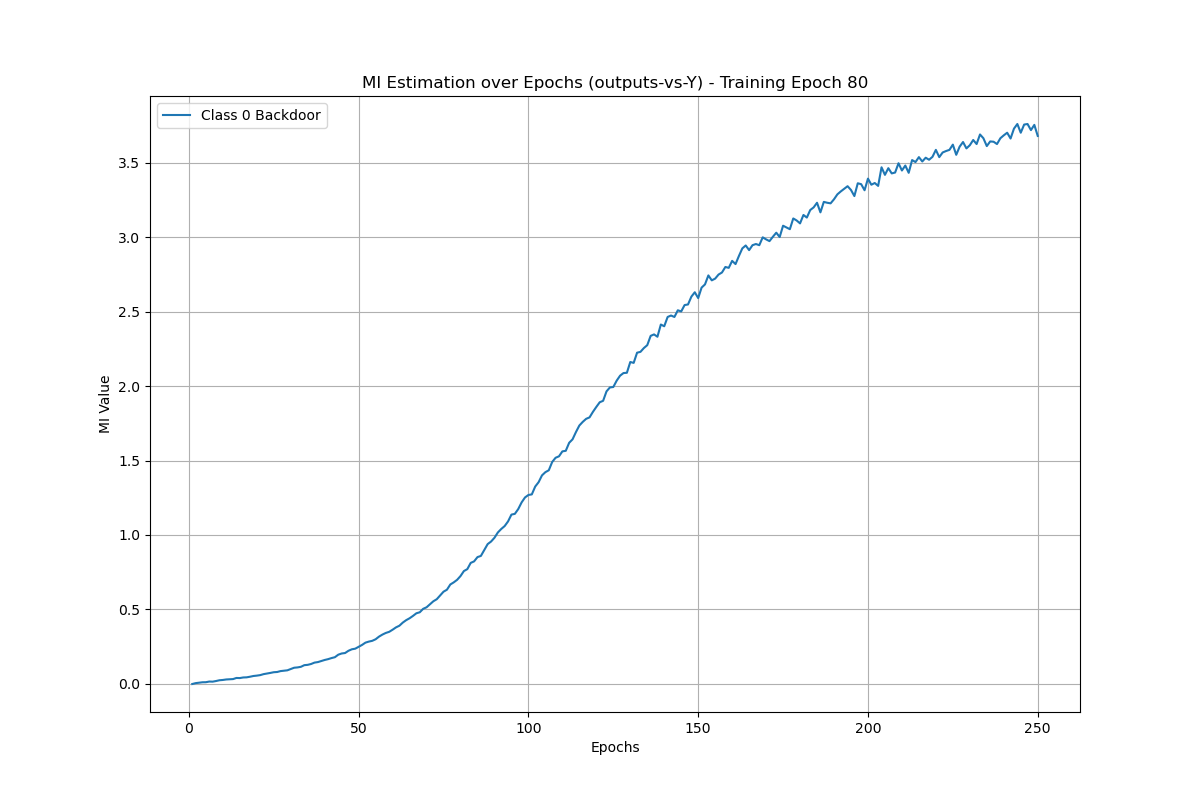 MI Estimation over Epochs (outputs-vs-Y) - Training Epoch 80
Class 0 Backdoor
MI Value
3.5
3.0
2.5
2.0
1.5
1.0
0.5
0.0
0 50 100 150 200 250
Epochs